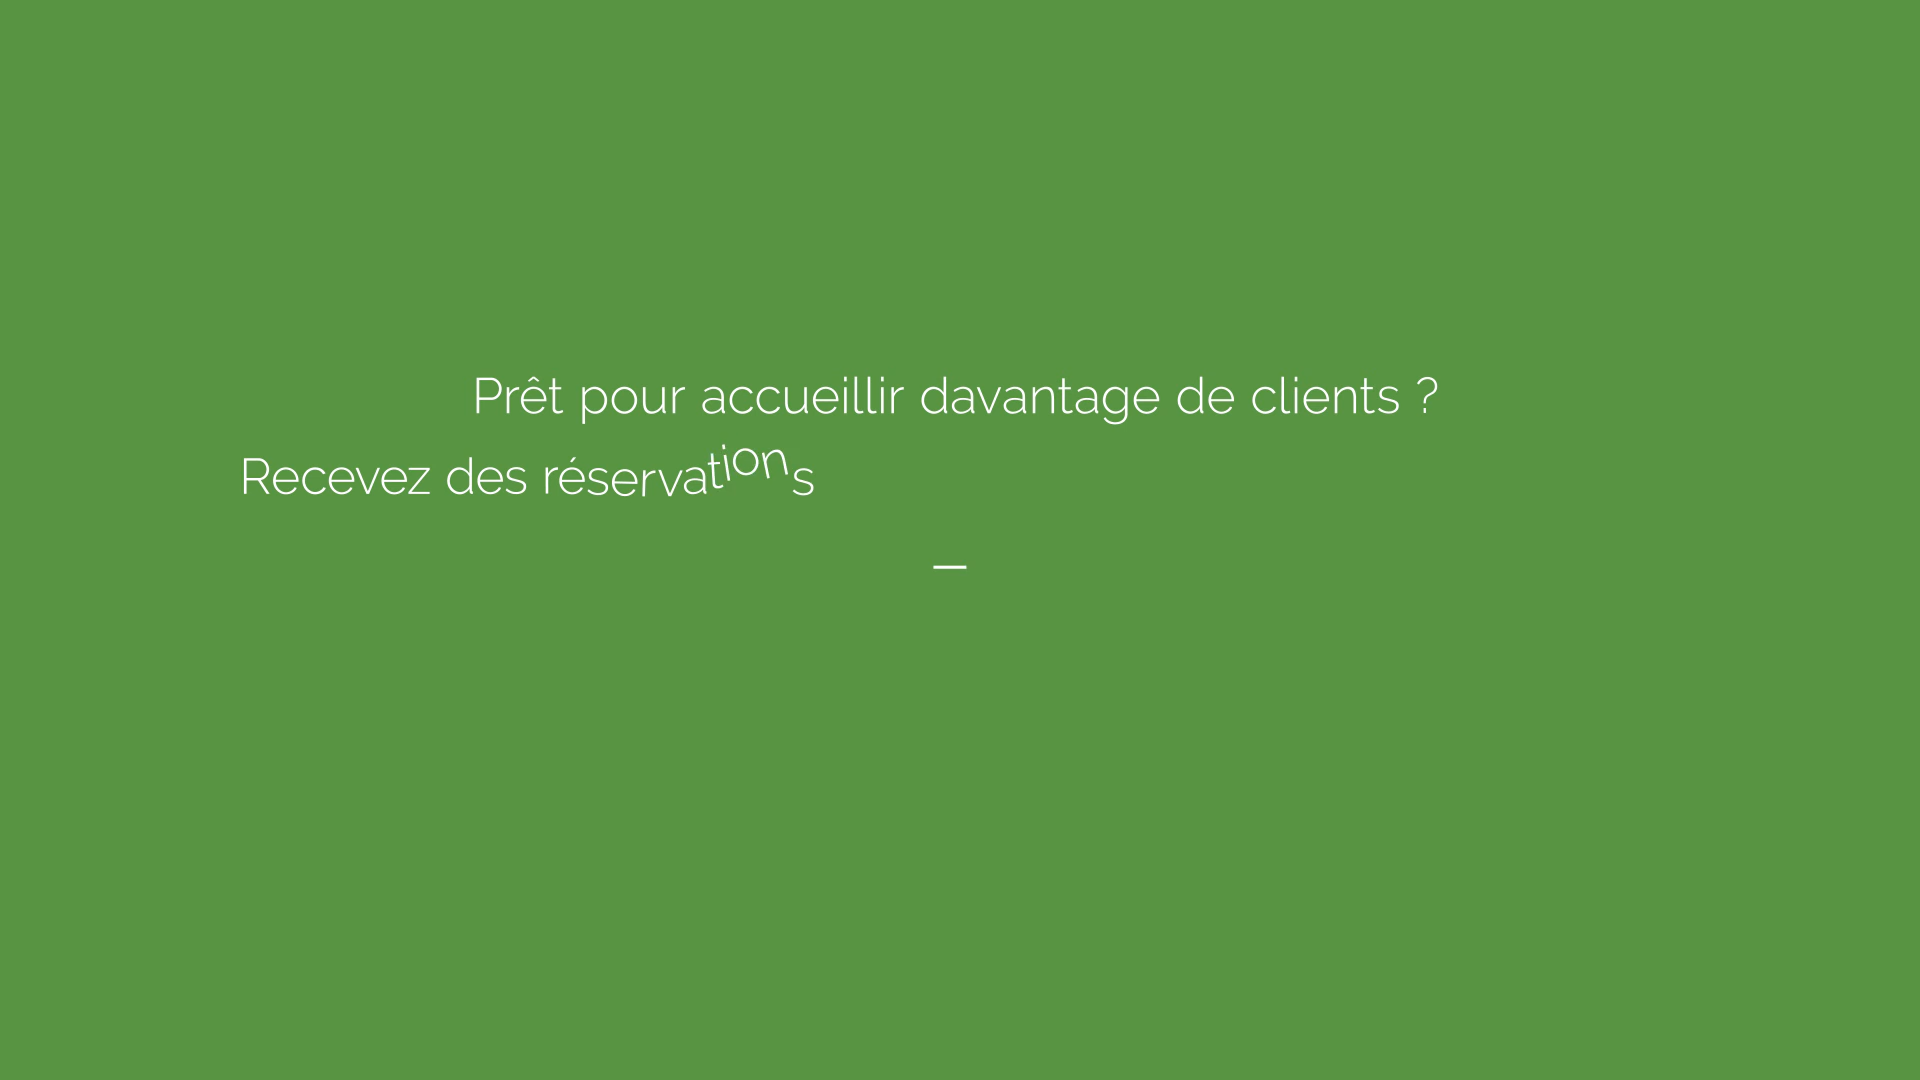 Prêt pour accueillir davantage de clients ?
Recevez des réservations